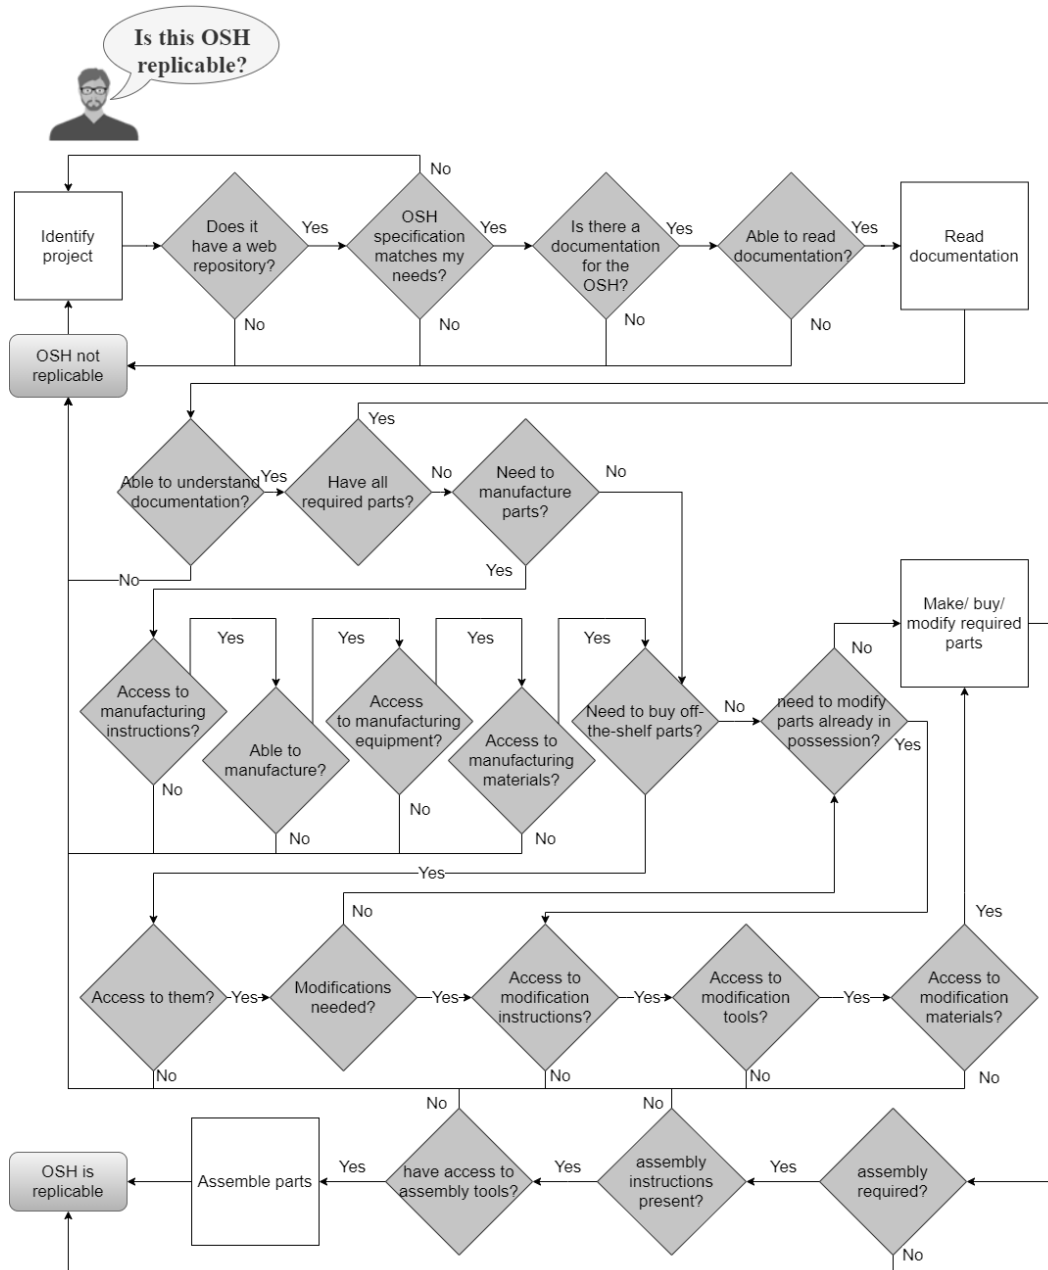 Is this OSH
replicable?
No
Identify
project
Does it
have a web
repository?
Yes
OSH
specification
matches my
needs?
Yes
Is there a
documentation
for the
OSH?
Yes
Able to read
documentation?
Yes
Read
documentation
No
No
No
No
OSH not
replicable
Able to understand
documentation?
Yes
Yes
Have all
required parts?
No
Need to
manufacture
parts?
No
No
Yes
Access to
manufacturing
instructions?
Yes
Able to
manufacture?
Yes
Access
to manufacturing
equipment?
Yes
Access to
manufacturing
materials?
Yes
Need to buy off-
the-shelf parts?
No
need to modify
parts already in
possession?
No
Yes
Make/ buy/
modify required
parts
No
No
No
No
Yes
Access to them?
Yes
No
Modifications
needed?
Yes
Access to
modification
instructions?
Yes
Access to
modification
tools?
Yes
Access to
modification
materials?
Yes
No
No
No
No
OSH is
replicable
Assemble parts
Yes
No
have access to
assembly tools?
Yes
No
assembly
instructions
present?
Yes
assembly
required?
No